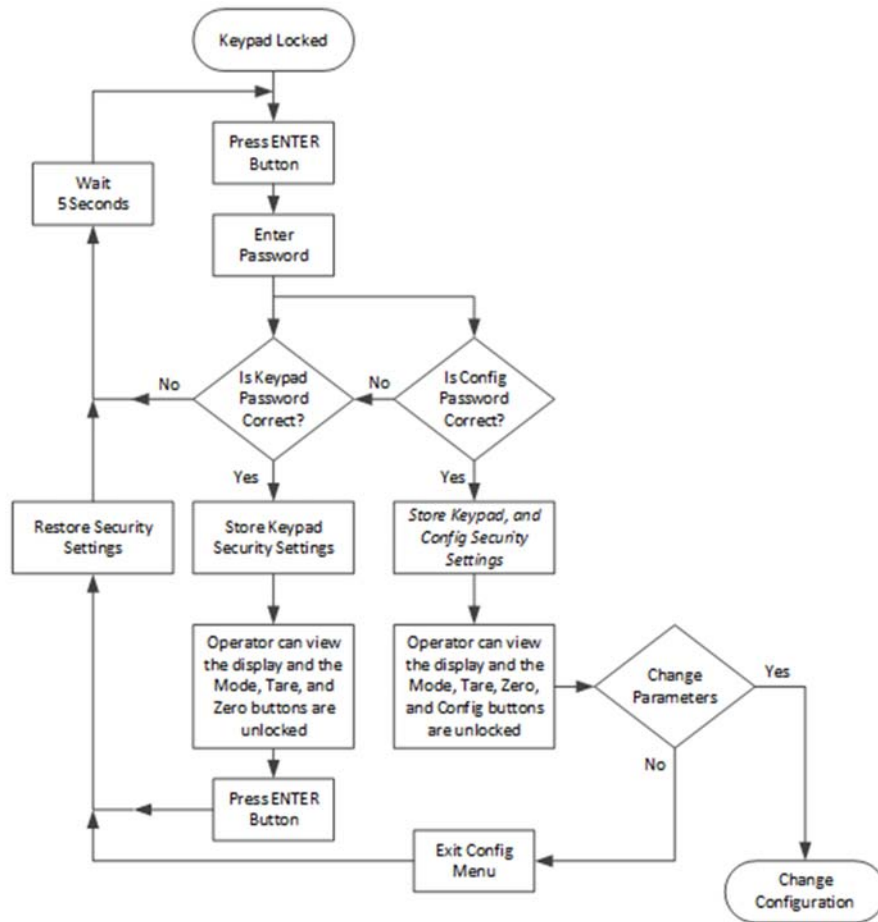 Keypad Locked
Press ENTER
Button
Wait
5 Seconds
Enter
Password
Is Keypad
Password
Correct?
No
Is Config
Password
Correct?
No
Yes
Yes
Restore Security
Settings
Store Keypad
Security Settings
Store Keypad, and
Config Security
Settings
Operator can view
the display and the
Mode, Tare, and
Zero buttons are
unlocked
Operator can view
the display and the
Mode, Tare, Zero,
and Config buttons
are unlocked
Change
Parameters
Yes
No
Press ENTER
Button
Exit Config
Menu
Change
Configuration